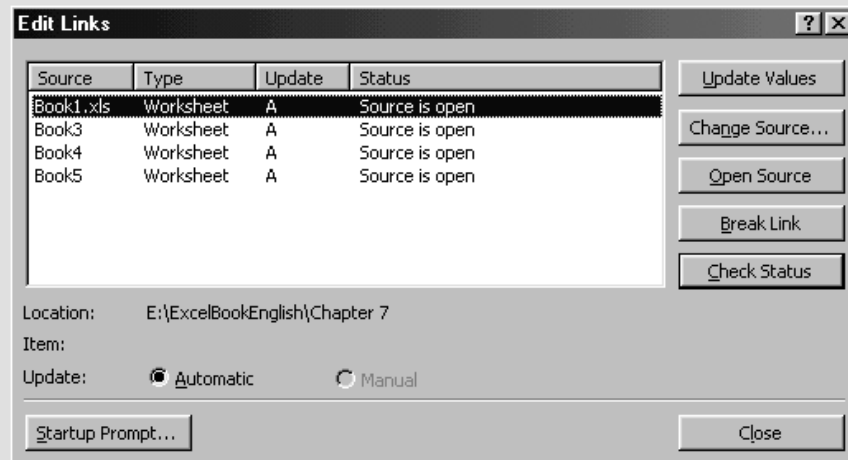 Edit Links
Source Type Update Status
Book1.xls Worksheet A Source is open
Book3 Worksheet A Source is open
Book4 Worksheet A Source is open
Book5 Worksheet A Source is open
Update Values
Change Source...
Open Source
Break Link
Check Status
Location: E:\ExcelBookEnglish\Chapter 7
Item:
Update: Automatic Manual
Startup Prompt... Close